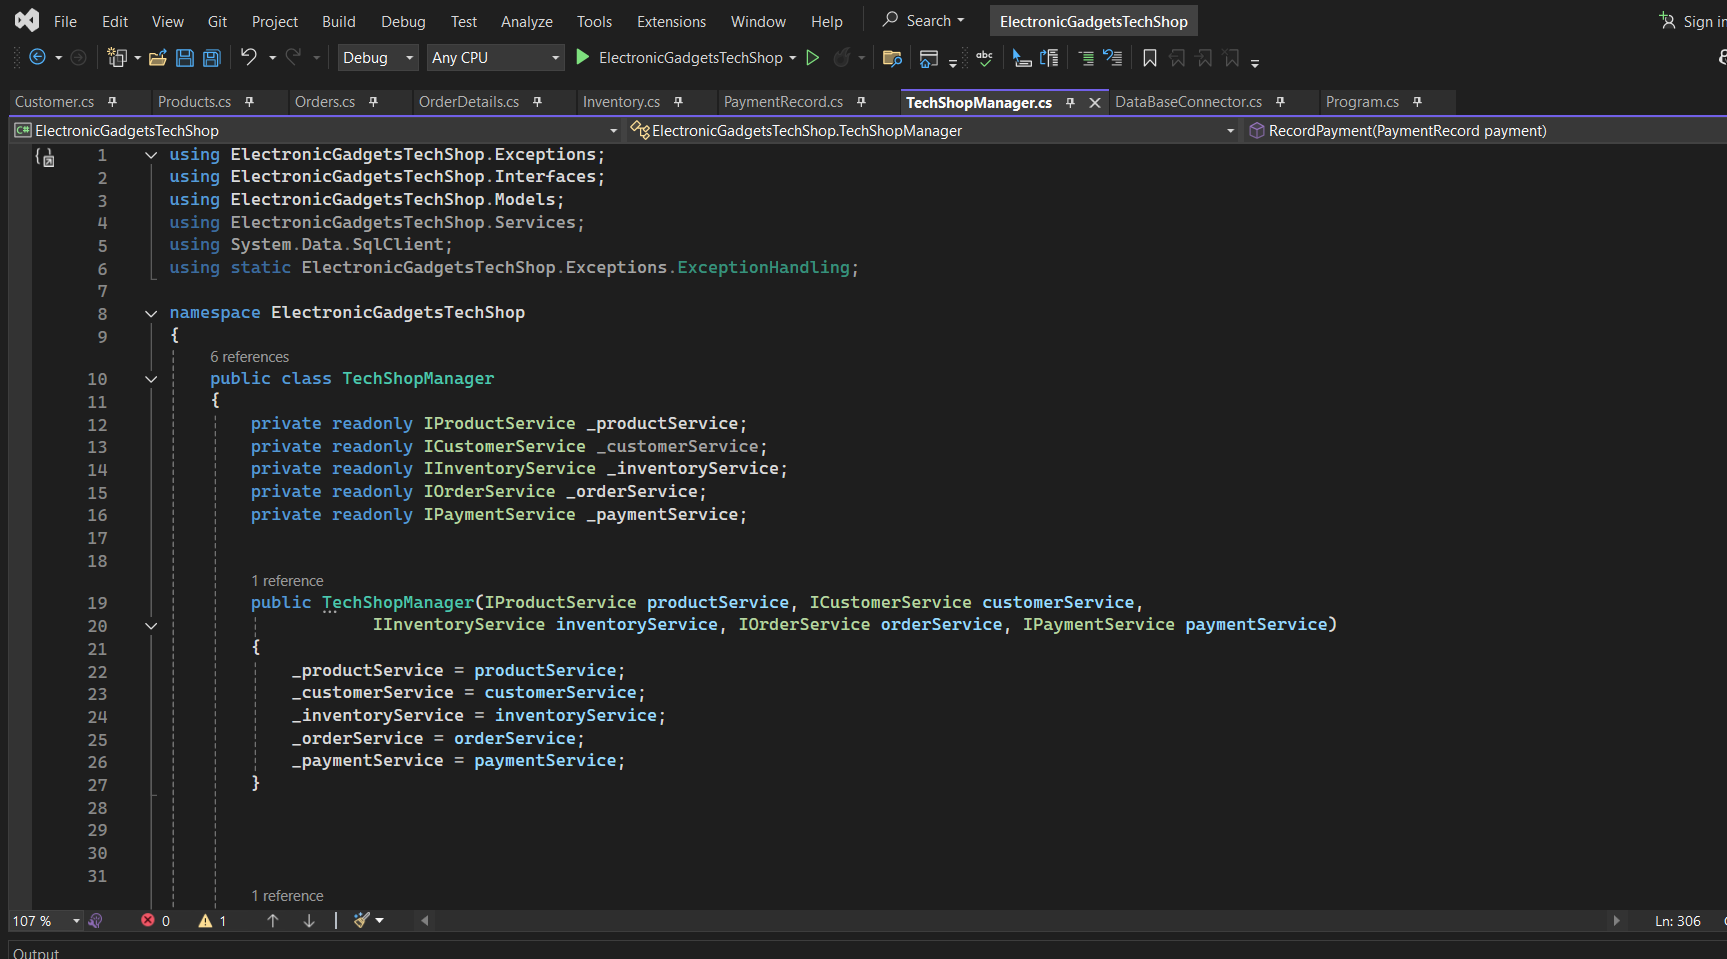 File Edit View Git Project Build Debug Test Analyze Tools Extensions Window Help Search ElectronicGadgetsTechShop Sign in
Debug Any CPU ElectronicGadgetsTechShop abc
Customer.cs Products.cs Orders.cs OrderDetails.cs Inventory.cs PaymentRecord.cs TechShopManager.cs DataBaseConnector.cs Program.cs
C# ElectronicGadgetsTechShop ElectronicGadgetsTechShop.TechShopManager RecordPayment(PaymentRecord payment)
1 using ElectronicGadgetsTechShop.Exceptions;
2 using ElectronicGadgetsTechShop.Interfaces;
3 using ElectronicGadgetsTechShop.Models;
4 using ElectronicGadgetsTechShop.Services;
5 using System.Data.SqlClient;
6 using static ElectronicGadgetsTechShop.Exceptions.ExceptionHandling;
7
8 namespace ElectronicGadgetsTechShop
9 {
6 references
10 public class TechShopManager
11 {
12 private readonly IProductService _productService;
13 private readonly ICustomerService _customerService;
14 private readonly IInventoryService _inventoryService;
15 private readonly IOrderService _orderService;
16 private readonly IPaymentService _paymentService;
17
18
1 reference
19 public TechShopManager(IProductService productService, ICustomerService customerService,
20 IInventoryService inventoryService, IOrderService orderService, IPaymentService paymentService)
21 {
22 _productService = productService;
23 _customerService = customerService;
24 _inventoryService = inventoryService;
25 _orderService = orderService;
26 _paymentService = paymentService;
27 }
28
29
30
31
1 reference
107 % 0 1 Ln: 306
Output